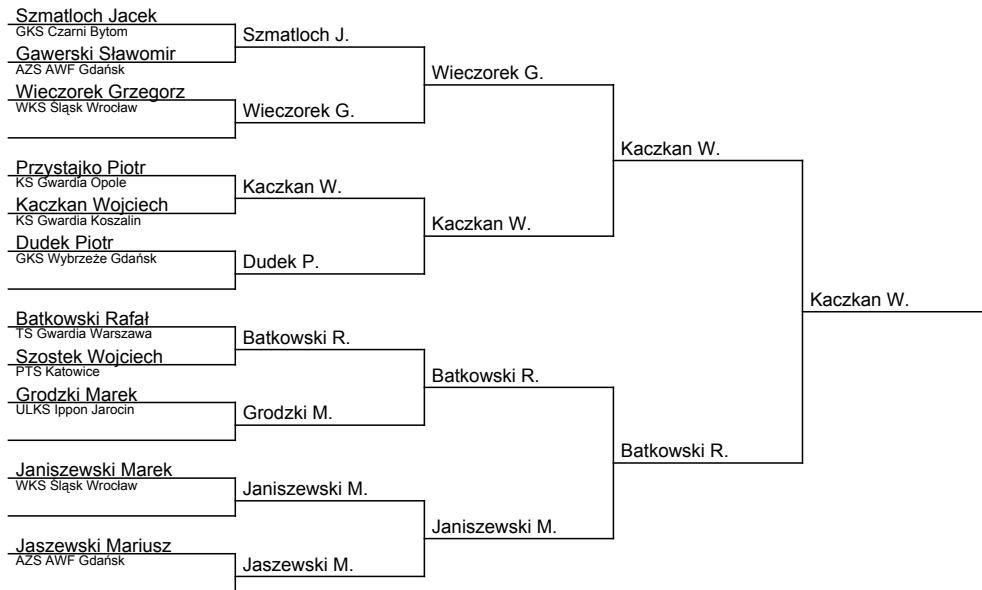 Szmatloch Jacek
GKS Czarni Bytom
Szmatloch J.
Gawerski Sławomir
AZS AWF Gdańsk
Wieczorek G.
Wieczorek Grzegorz
WKS Śląsk Wrocław
Wieczorek G.
Kaczkan W.
Przystajko Piotr
KS Gwardia Opole
Kaczkan W.
Kaczkan Wojciech
KS Gwardia Koszalin
Kaczkan W.
Dudek Piotr
GKS Wybrzeże Gdańsk
Dudek P.
Kaczkan W.
Batkowski Rafał
TS Gwardia Warszawa
Batkowski R.
Szostek Wojciech
PTS Katowice
Batkowski R.
Grodzki Marek
ULKS Ippon Jarocin
Grodzki M.
Batkowski R.
Janiszewski Marek
WKS Śląsk Wrocław
Janiszewski M.
Janiszewski M.
Jaszewski Mariusz
AZS AWF Gdańsk
Jaszewski M.